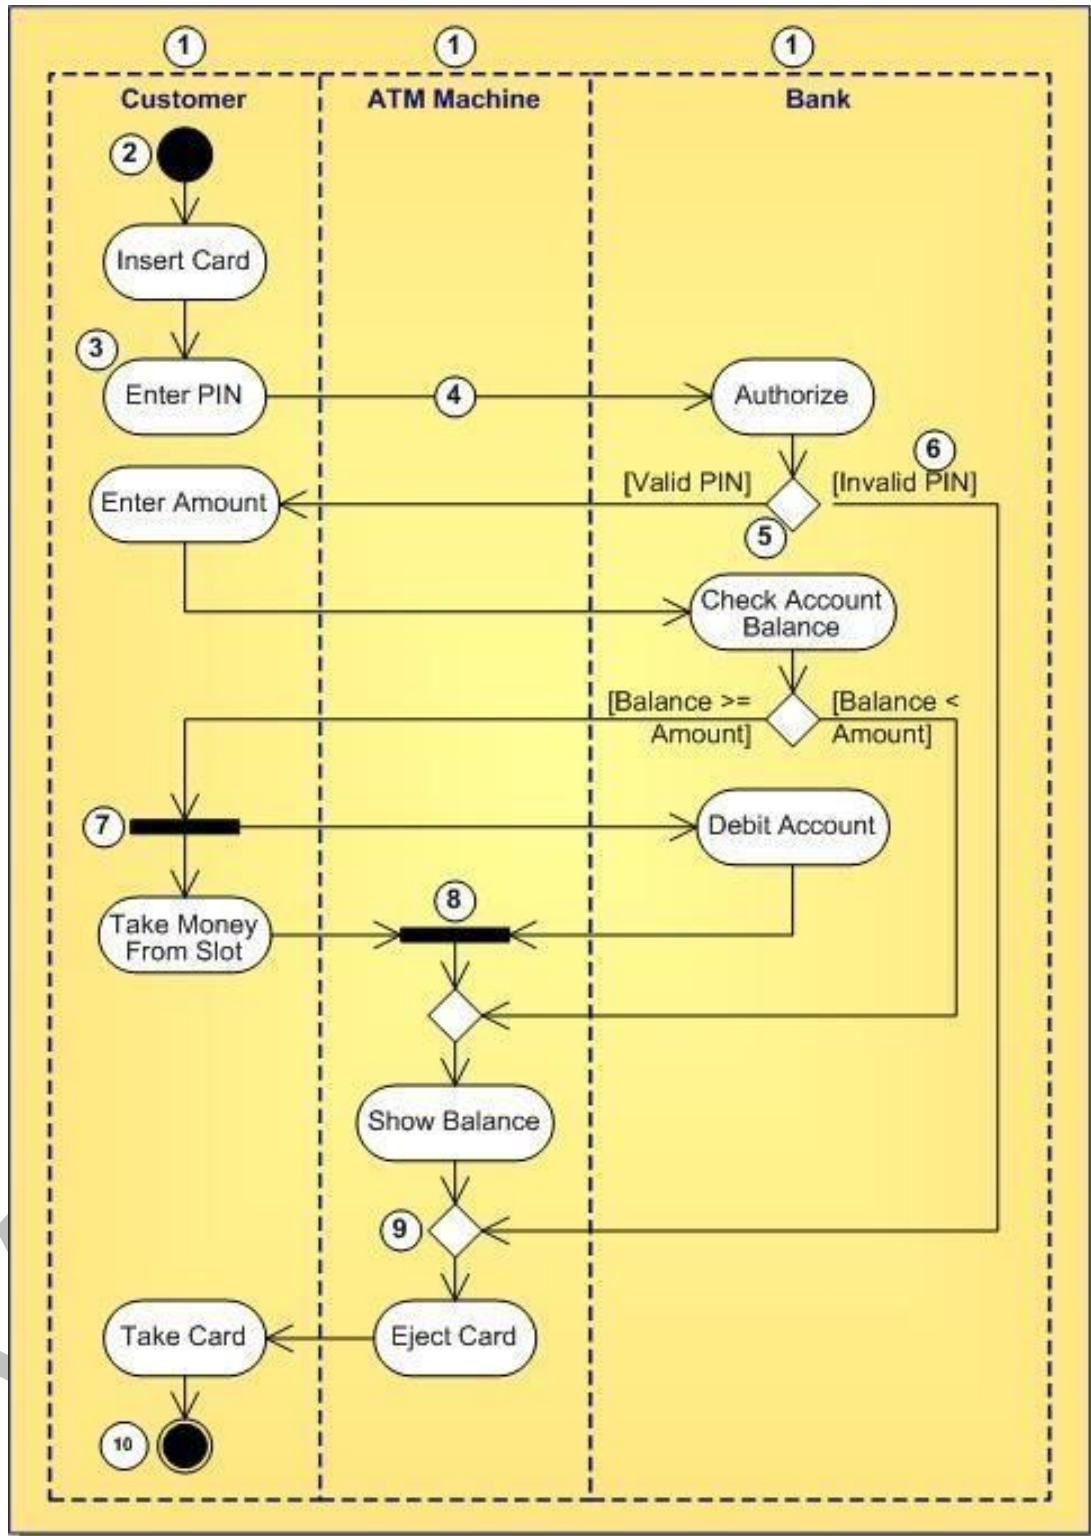 1 1 1
Customer ATM Machine Bank
2
Insert Card
3
Enter PIN 4 Authorize
6
[Valid PIN] [Invalid PIN]
Enter Amount
5
Check Account
Balance
[Balance >= [Balance <
Amount] Amount]
7 Debit Account
8
Take Money
From Slot
Show Balance
9
Take Card Eject Card
10